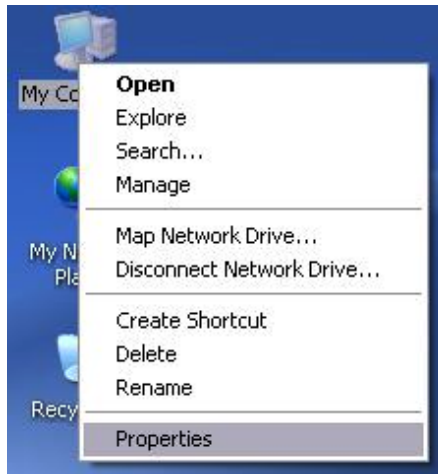 My Co
Open
Explore
Search...
Manage
My N
Pla
Map Network Drive...
Disconnect Network Drive...
Create Shortcut
Delete
Rename
Recy
Properties